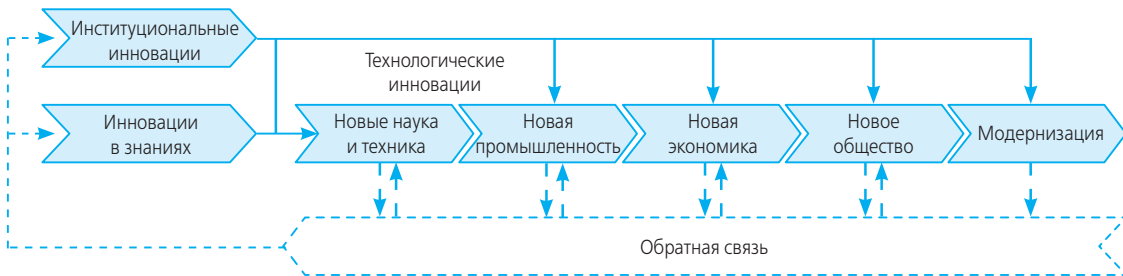 Институциональные
инновации
Технологические
инновации
Инновации
в знаниях
Новые наука
и техника
Новая
промышленность
Новая
экономика
Новое
общество
Модернизация
Обратная связь